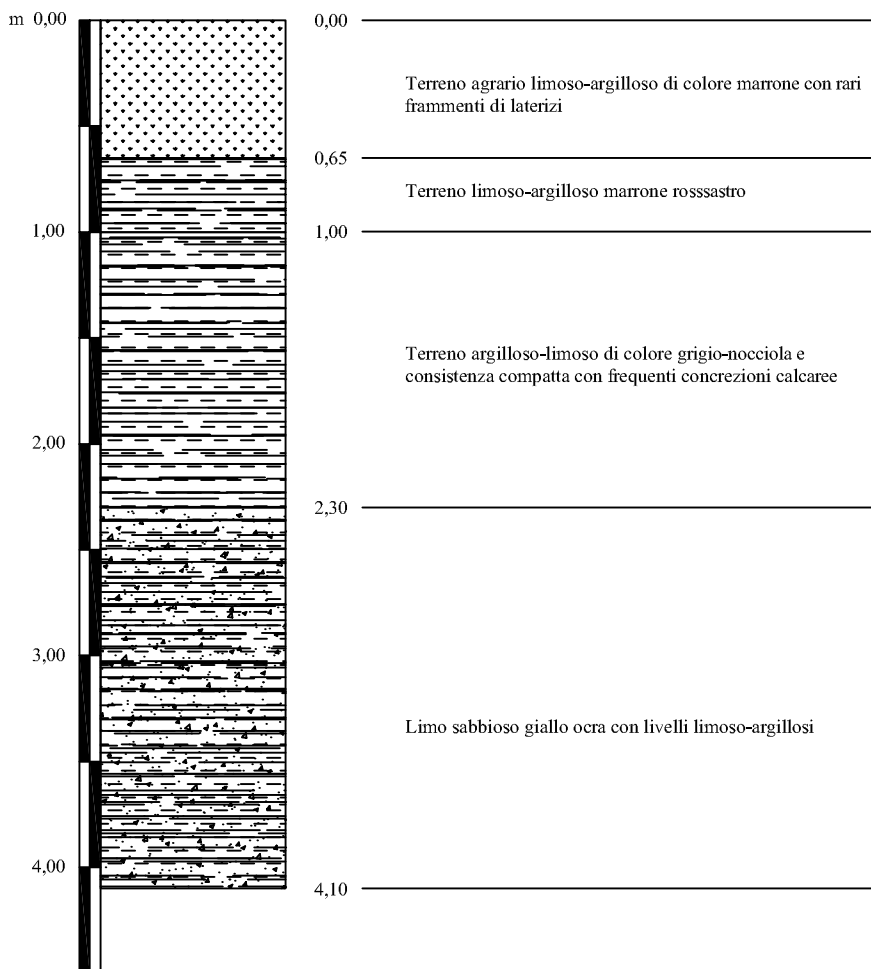 m 0,00
0,00
Terreno agrario limoso-argilloso di colore marrone con rari
frammenti di laterizi
0,65
Terreno limoso-argilloso marrone rosssastro
1,00
1,00
Terreno argilloso-limoso di colore grigio-nocciola e
consistenza compatta con frequenti concrezioni calcaree
2,00
2,30
3,00
Limo sabbioso giallo ocra con livelli limoso-argillosi
4,00
4,10